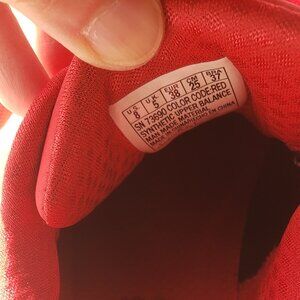 US UK EUR CM BRA
8 5 38 25 37
SN 73690 COLOR CODE:RED
SYNTHETIC UPPER BALANCE
MAN MADE MATERIAL
MADE IN CHINA